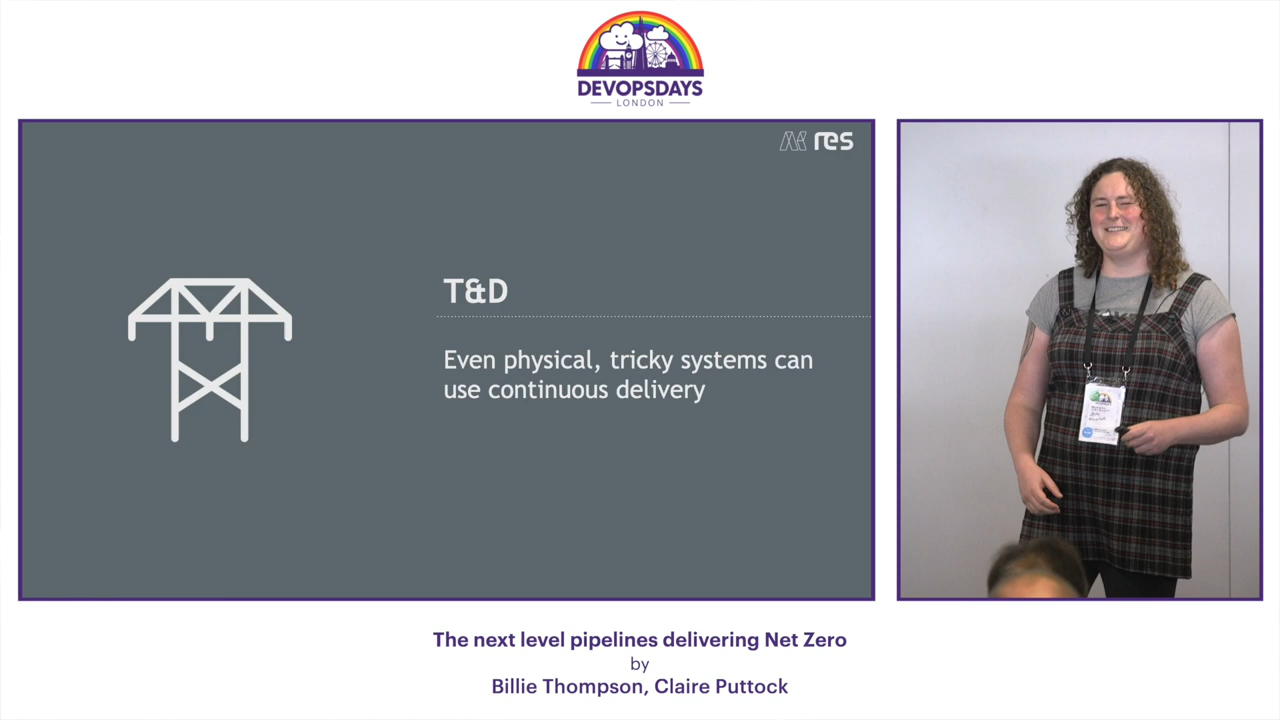 DEVOPSDAYS
LONDON
res
T&D
Even physical, tricky systems can
use continuous delivery
The next level pipelines delivering Net Zero
by
Billie Thompson, Claire Puttock